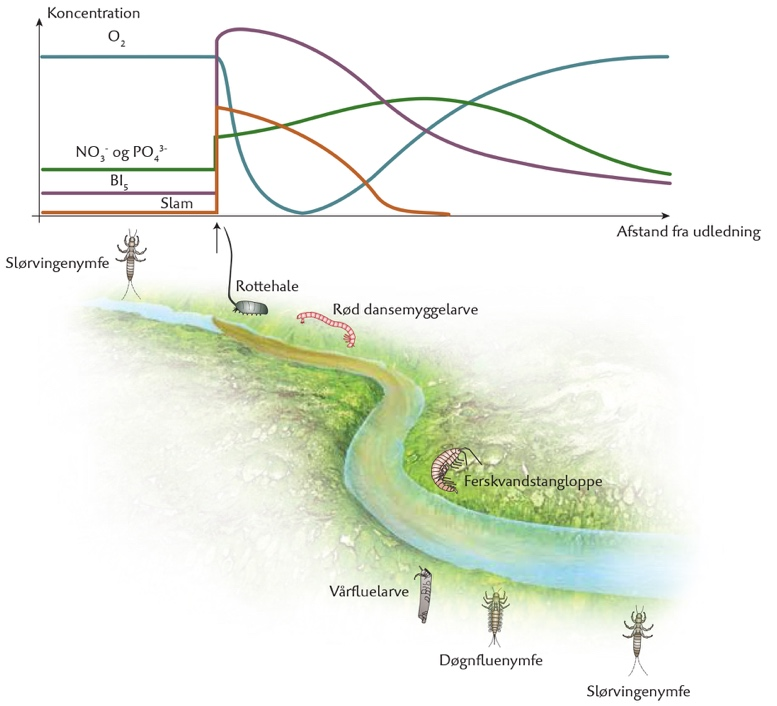 Koncentration
O₂
NO₃⁻ og PO₄³⁻
BI₅
Slam
Afstand fra udledning
Slørvingenymfe
Rottehale
Rød dansemyggelarve
Ferskvandstangloppe
Vårfluelarve
Døgnfluenymfe
Slørvingenymfe